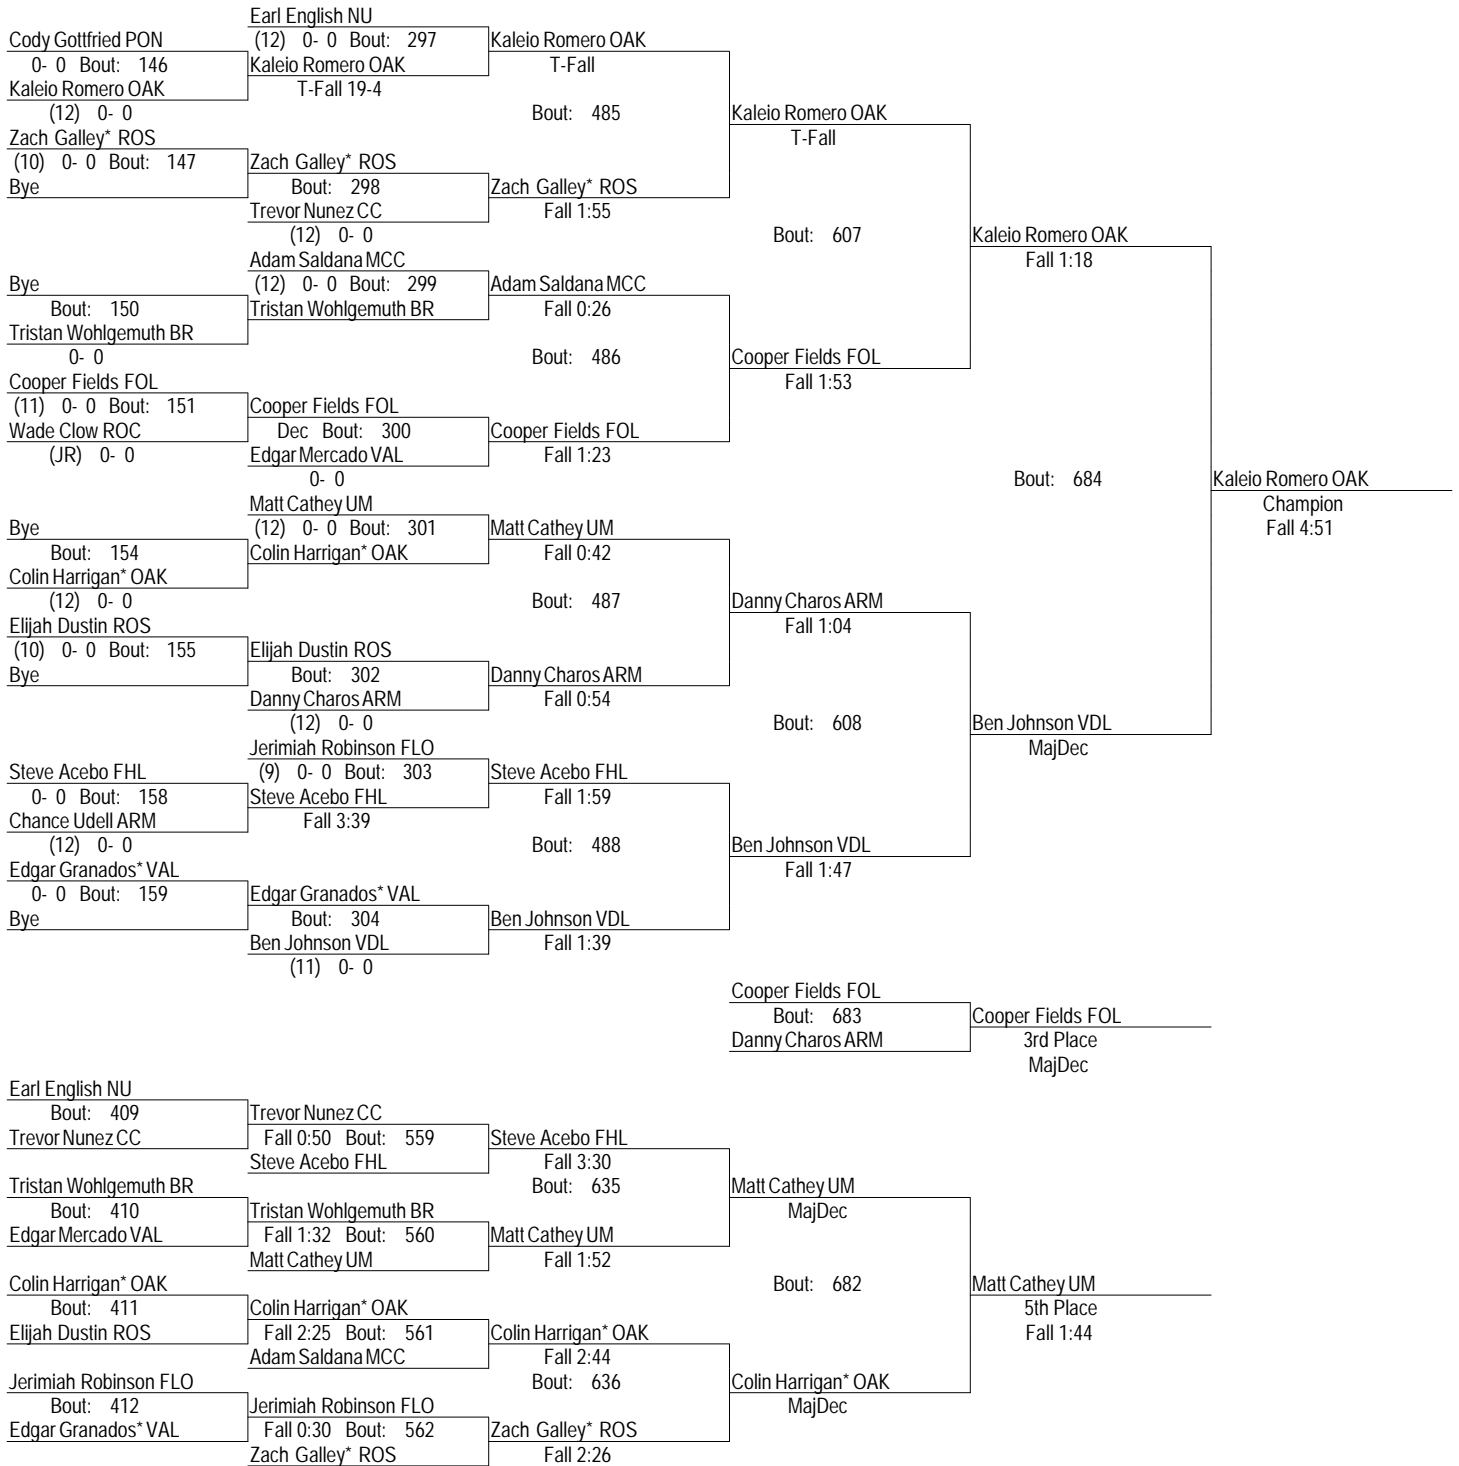 Earl English NU
Cody Gottfried PON (12) 0- 0 Bout: 297 Kaleio Romero OAK
0- 0 Bout: 146 Kaleio Romero OAK T-Fall
Kaleio Romero OAK T-Fall 19-4
(12) 0- 0 Bout: 485 Kaleio Romero OAK
Zach Galley* ROS T-Fall
(10) 0- 0 Bout: 147 Zach Galley* ROS
Bye Bout: 298 Zach Galley* ROS
Trevor Nunez CC Fall 1:55
(12) 0- 0 Bout: 607 Kaleio Romero OAK
Adam Saldana MCC Fall 1:18
Bye (12) 0- 0 Bout: 299 Adam Saldana MCC
Bout: 150 Tristan Wohlgemuth BR Fall 0:26
Tristan Wohlgemuth BR
0- 0 Bout: 486 Cooper Fields FOL
Cooper Fields FOL Fall 1:53
(11) 0- 0 Bout: 151 Cooper Fields FOL
Wade Clow ROC Dec Bout: 300 Cooper Fields FOL
(JR) 0- 0 Edgar Mercado VAL Fall 1:23
0- 0 Bout: 684 Kaleio Romero OAK
Matt Cathey UM Champion
Bye (12) 0- 0 Bout: 301 Matt Cathey UM Fall 4:51
Bout: 154 Colin Harrigan* OAK Fall 0:42
Colin Harrigan* OAK
(12) 0- 0 Bout: 487 Danny Charos ARM
Elijah Dustin ROS Fall 1:04
(10) 0- 0 Bout: 155 Elijah Dustin ROS
Bye Bout: 302 Danny Charos ARM
Danny Charos ARM Fall 0:54
(12) 0- 0 Bout: 608 Ben Johnson VDL
Jerimiah Robinson FLO MajDec
Steve Acebo FHL (9) 0- 0 Bout: 303 Steve Acebo FHL
0- 0 Bout: 158 Steve Acebo FHL Fall 1:59
Chance Udell ARM Fall 3:39
(12) 0- 0 Bout: 488 Ben Johnson VDL
Edgar Granados* VAL Fall 1:47
0- 0 Bout: 159 Edgar Granados* VAL
Bye Bout: 304 Ben Johnson VDL
Ben Johnson VDL Fall 1:39
(11) 0- 0
Cooper Fields FOL
Bout: 683 Cooper Fields FOL
Danny Charos ARM 3rd Place
MajDec
Earl English NU
Bout: 409 Trevor Nunez CC
Trevor Nunez CC Fall 0:50 Bout: 559 Steve Acebo FHL
Steve Acebo FHL Fall 3:30
Tristan Wohlgemuth BR Bout: 635 Matt Cathey UM
Bout: 410 Tristan Wohlgemuth BR MajDec
Edgar Mercado VAL Fall 1:32 Bout: 560 Matt Cathey UM
Matt Cathey UM Fall 1:52
Colin Harrigan* OAK Bout: 682 Matt Cathey UM
Bout: 411 Colin Harrigan* OAK 5th Place
Elijah Dustin ROS Fall 2:25 Bout: 561 Colin Harrigan* OAK Fall 1:44
Adam Saldana MCC Fall 2:44
Jerimiah Robinson FLO Bout: 636 Colin Harrigan* OAK
Bout: 412 Jerimiah Robinson FLO MajDec
Edgar Granados* VAL Fall 0:30 Bout: 562 Zach Galley* ROS
Zach Galley* ROS Fall 2:26